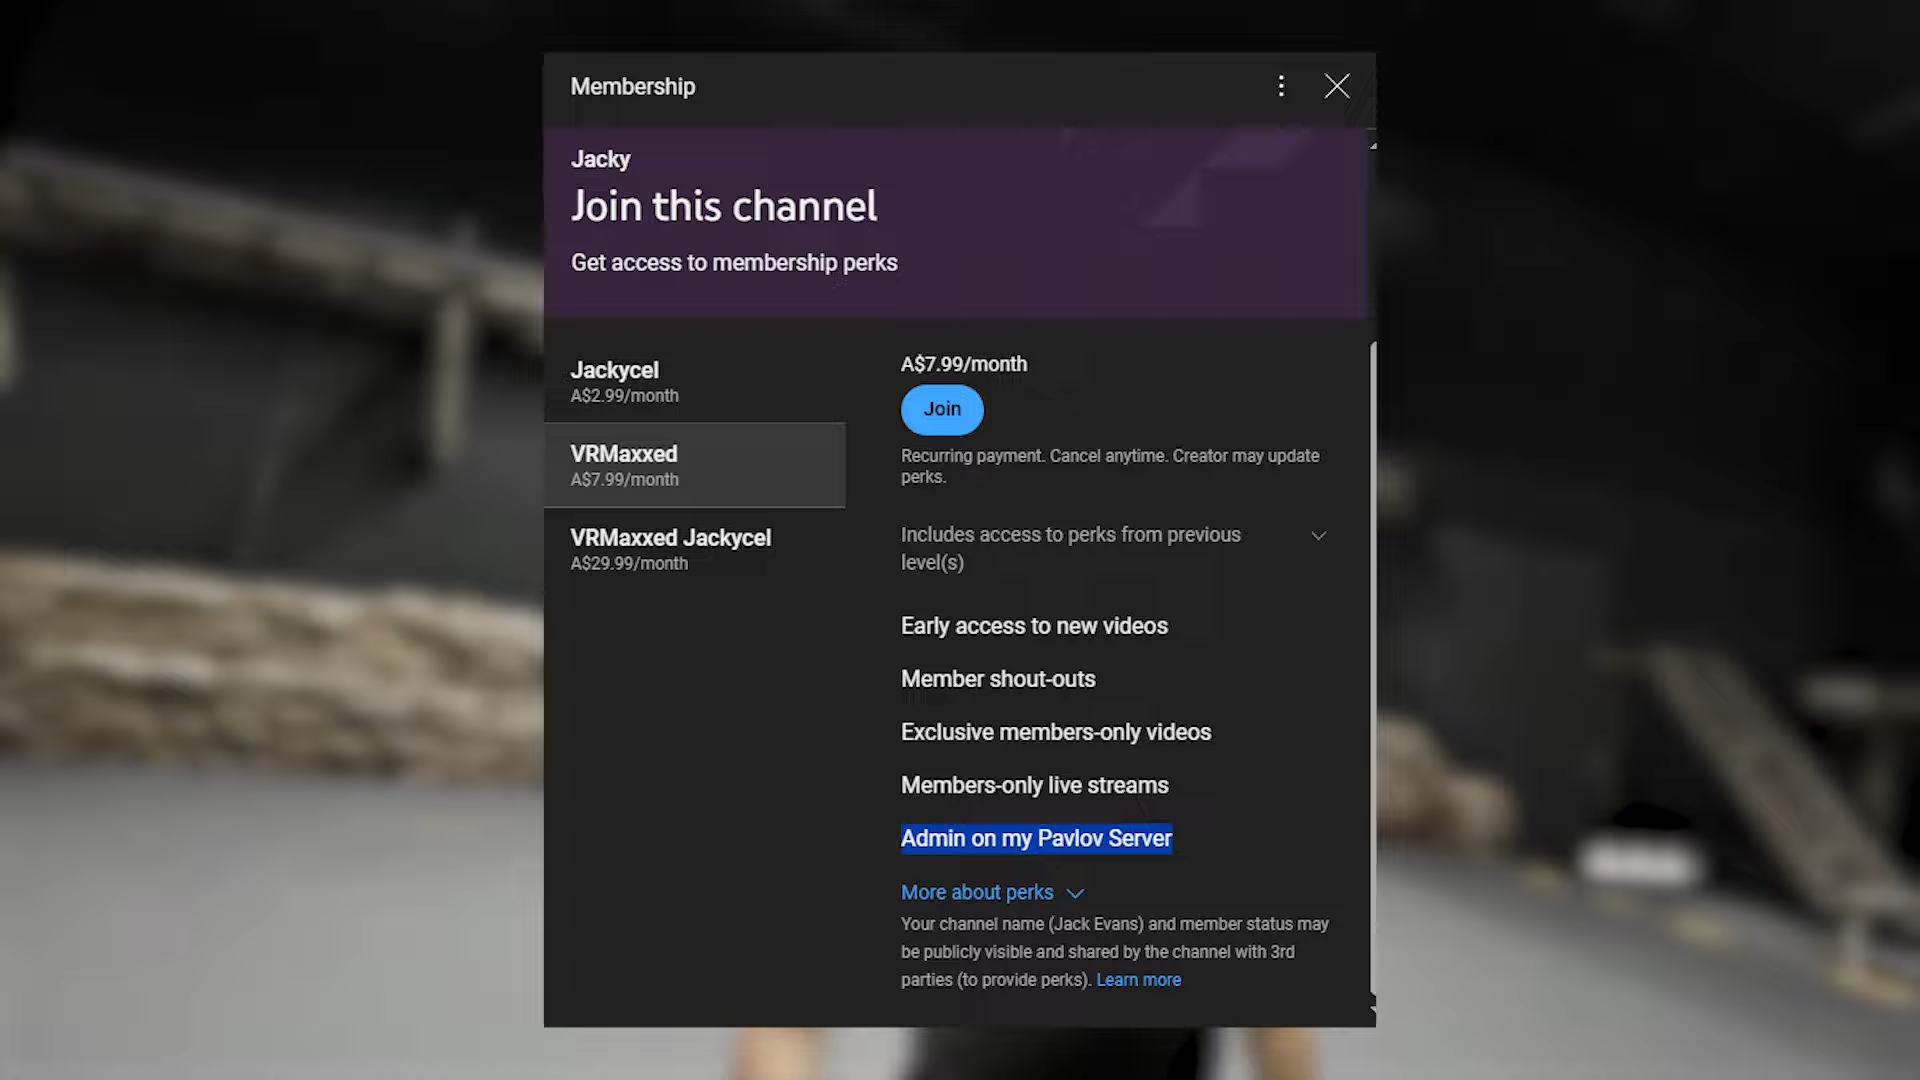 Membership
Jacky
Join this channel
Get access to membership perks
Jackycel
A$2.99/month
VRMaxxed
A$7.99/month
VRMaxxed Jackycel
A$29.99/month
A$7.99/month
Join
Recurring payment. Cancel anytime. Creator may update
perks.
Includes access to perks from previous
level(s)
Early access to new videos
Member shout-outs
Exclusive members-only videos
Members-only live streams
Admin on my Pavlov Server
More about perks
Your channel name (Jack Evans) and member status may
be publicly visible and shared by the channel with 3rd
parties (to provide perks). Learn more